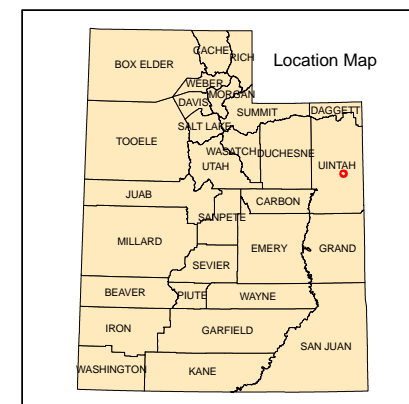 Location Map
BOX ELDER
CACHE
RICH
WEBER
MORGAN
DAVIS
SUMMIT
DAGGETT
SALT LAKE
TOOELE
WASATCH
DUCHESNE
UINTAH
UTAH
JUAB
CARBON
SANPETE
MILLARD
EMERY
GRAND
SEVIER
BEAVER
PIUTE
WAYNE
IRON
GARFIELD
SAN JUAN
WASHINGTON
KANE